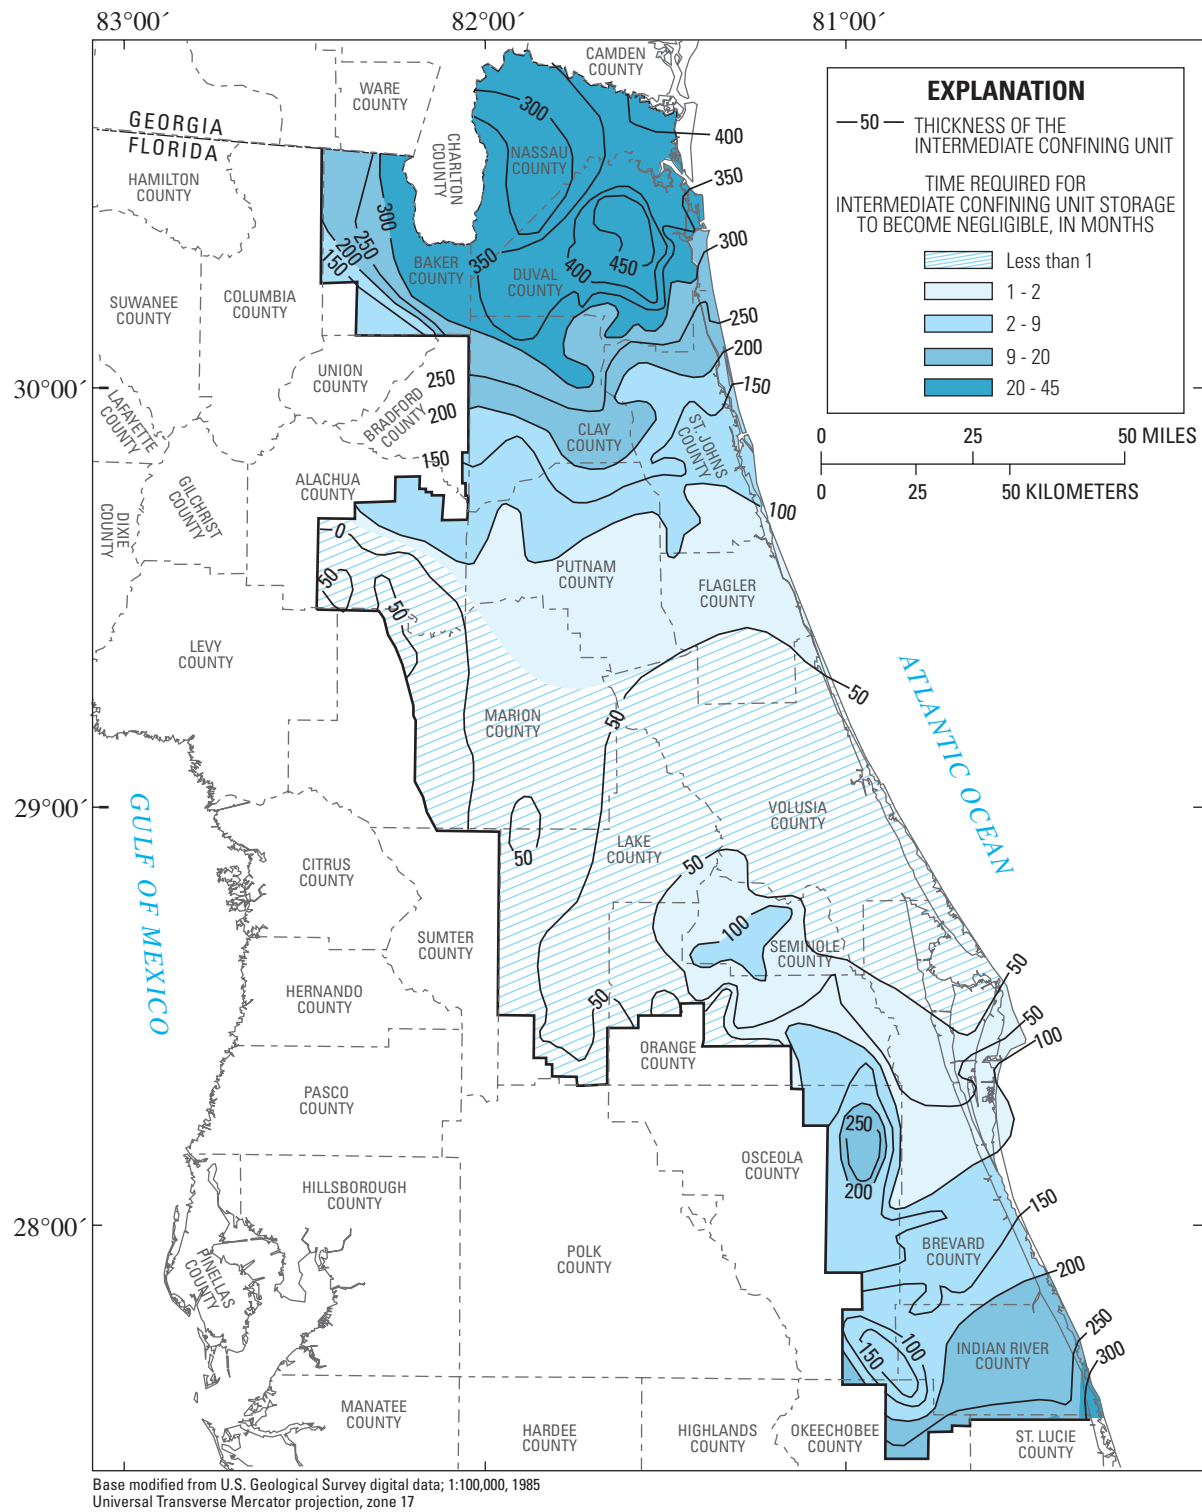 83°00´
82°00´
81°00´
CAMDEN
COUNTY
WARE
COUNTY
GEORGIA
FLORIDA
CHARLTON
COUNTY
HAMILTON
COUNTY
NASSAU
COUNTY
300
400
350
300
300
250
200
150
350
BAKER
COUNTY
DUVAL
COUNTY
400
450
SUWANEE
COUNTY
COLUMBIA
COUNTY
250
200
150
UNION
COUNTY
30°00´
250
200
150
LAFAYETTE
COUNTY
BRADFORD
COUNTY
CLAY
COUNTY
ST. JOHNS
COUNTY
ALACHUA
COUNTY
GILCHRIST
COUNTY
DIXIE
COUNTY
100
0
50
50
PUTNAM
COUNTY
FLAGLER
COUNTY
LEVY
COUNTY
50
50
MARION
COUNTY
ATLANTIC OCEAN
29°00´
GULF OF MEXICO
VOLUSIA
COUNTY
50
LAKE
COUNTY
50
CITRUS
COUNTY
SUMTER
COUNTY
100
SEMINOLE
COUNTY
50
HERNANDO
COUNTY
50
50
100
ORANGE
COUNTY
PASCO
COUNTY
250
200
OSCEOLA
COUNTY
HILLSBOROUGH
COUNTY
150
28°00´
PINELLAS
COUNTY
POLK
COUNTY
BREVARD
COUNTY
200
250
300
100
150
INDIAN RIVER
COUNTY
MANATEE
COUNTY
HARDEE
COUNTY
HIGHLANDS
COUNTY
OKEECHOBEE
COUNTY
ST. LUCIE
COUNTY
EXPLANATION
50
THICKNESS OF THE
INTERMEDIATE CONFINING UNIT
TIME REQUIRED FOR
INTERMEDIATE CONFINING UNIT STORAGE
TO BECOME NEGLIGIBLE, IN MONTHS
Less than 1
1 - 2
2 - 9
9 - 20
20 - 45
0 25 50 MILES
0 25 50 KILOMETERS
Base modified from U.S. Geological Survey digital data; 1:100,000, 1985
Universal Transverse Mercator projection, zone 17